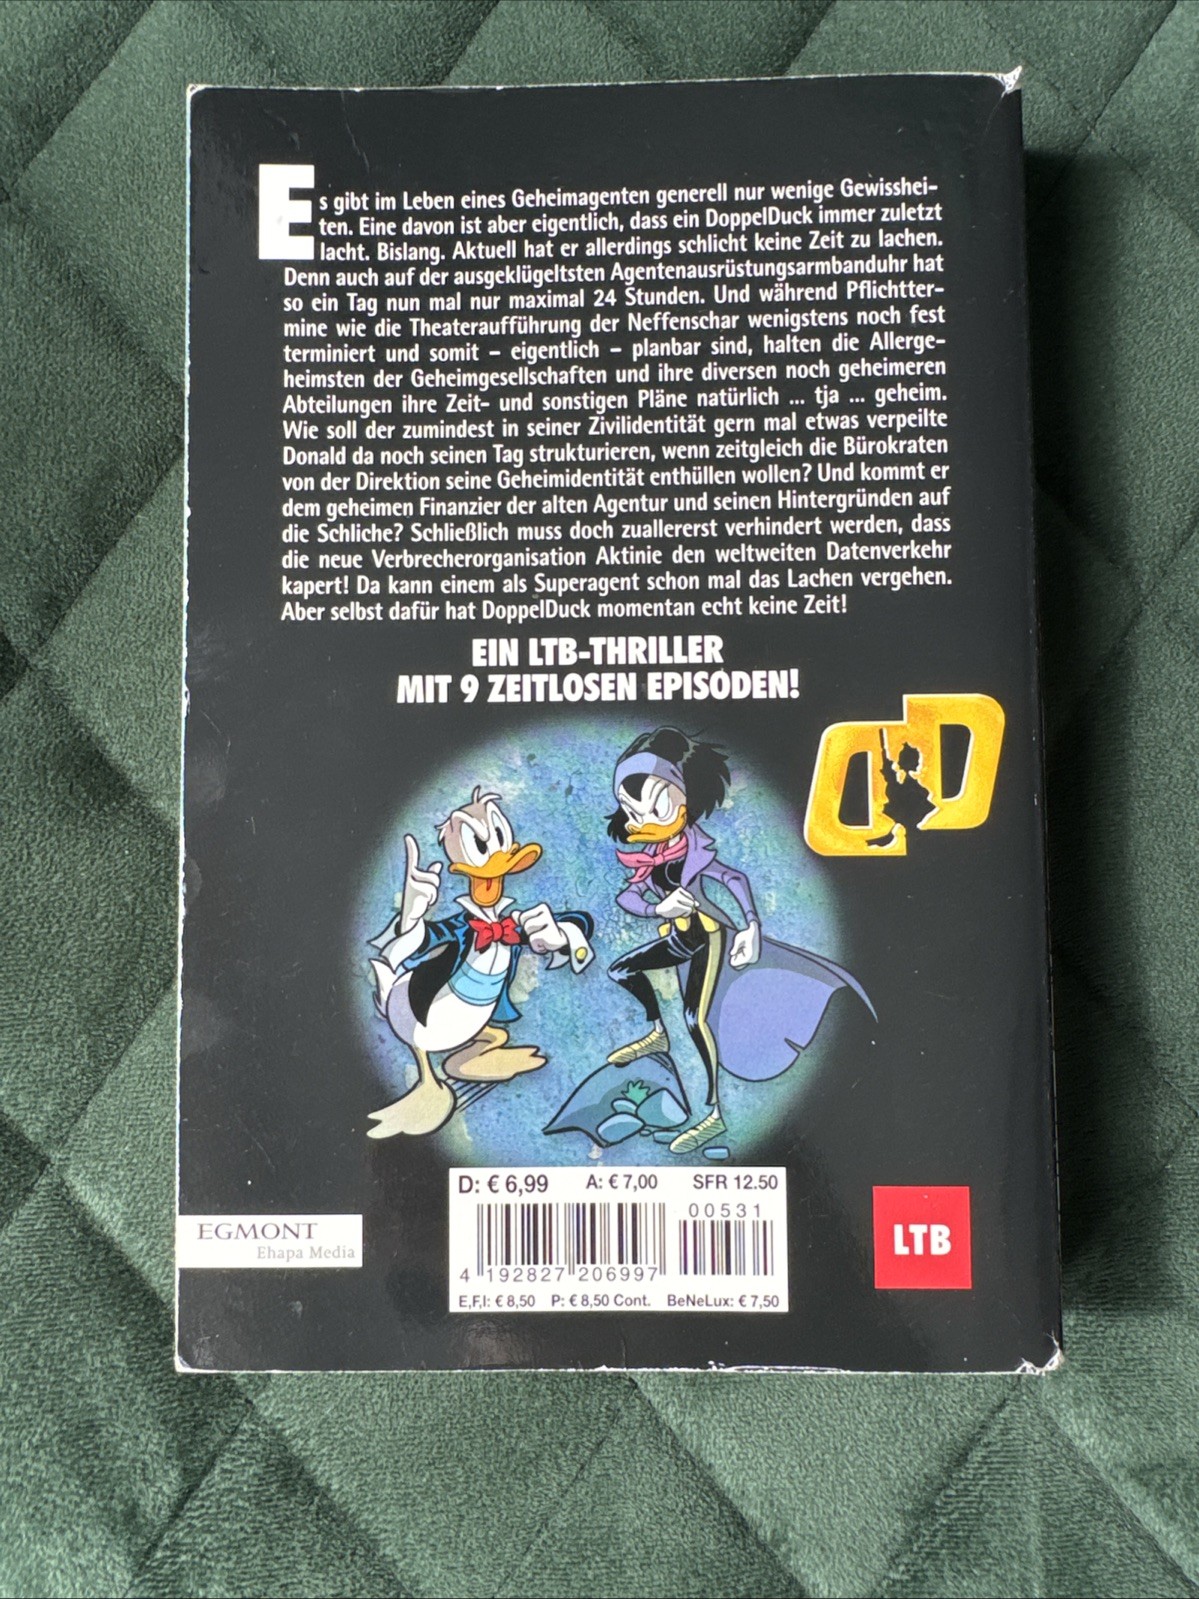 Es gibt im Leben eines Geheimagenten generell nur wenige Gewisshei-
ten. Eine davon ist aber eigentlich, dass ein DoppelDuck immer zuletzt
lacht. Bislang. Aktuell hat er allerdings schlicht keine Zeit zu lachen.
Denn auch auf der ausgeklügeltsten Agentenausrüstungsarmbanduhr hat
so ein Tag nun mal nur maximal 24 Stunden. Und während Pflichtter-
mine wie die Theateraufführung der Neffenschar wenigstens noch fest
terminiert und somit – eigentlich – planbar sind, halten die Allerge-
heimsten der Geheimgesellschaften und ihre diversen noch geheimeren
Abteilungen ihre Zeit- und sonstigen Pläne natürlich ... tja ... geheim.
Wie soll der zumindest in seiner Zivilidentität gern mal etwas verpeilte
Donald da noch seinen Tag strukturieren, wenn zeitgleich die Bürokraten
von der Direktion seine Geheimidentität enthüllen wollen? Und kommt er
dem geheimen Finanzier der alten Agentur und seinen Hintergründen auf
die Schliche? Schließlich muss doch zuallererst verhindert werden, dass
die neue Verbrecherorganisation Aktinie den weltweiten Datenverkehr
kapert! Da kann einem als Superagent schon mal das Lachen vergehen.
Aber selbst dafür hat DoppelDuck momentan echt keine Zeit!
EIN LTB-THRILLER
MIT 9 ZEITLOSEN EPISODEN!
DD
D: € 6,99 A: € 7,00 SFR 12.50
00531
4 192827 206997
E,F,I: € 8,50 P: € 8,50 Cont. BeNeLux: € 7,50
EGMONT
Ehapa Media
LTB